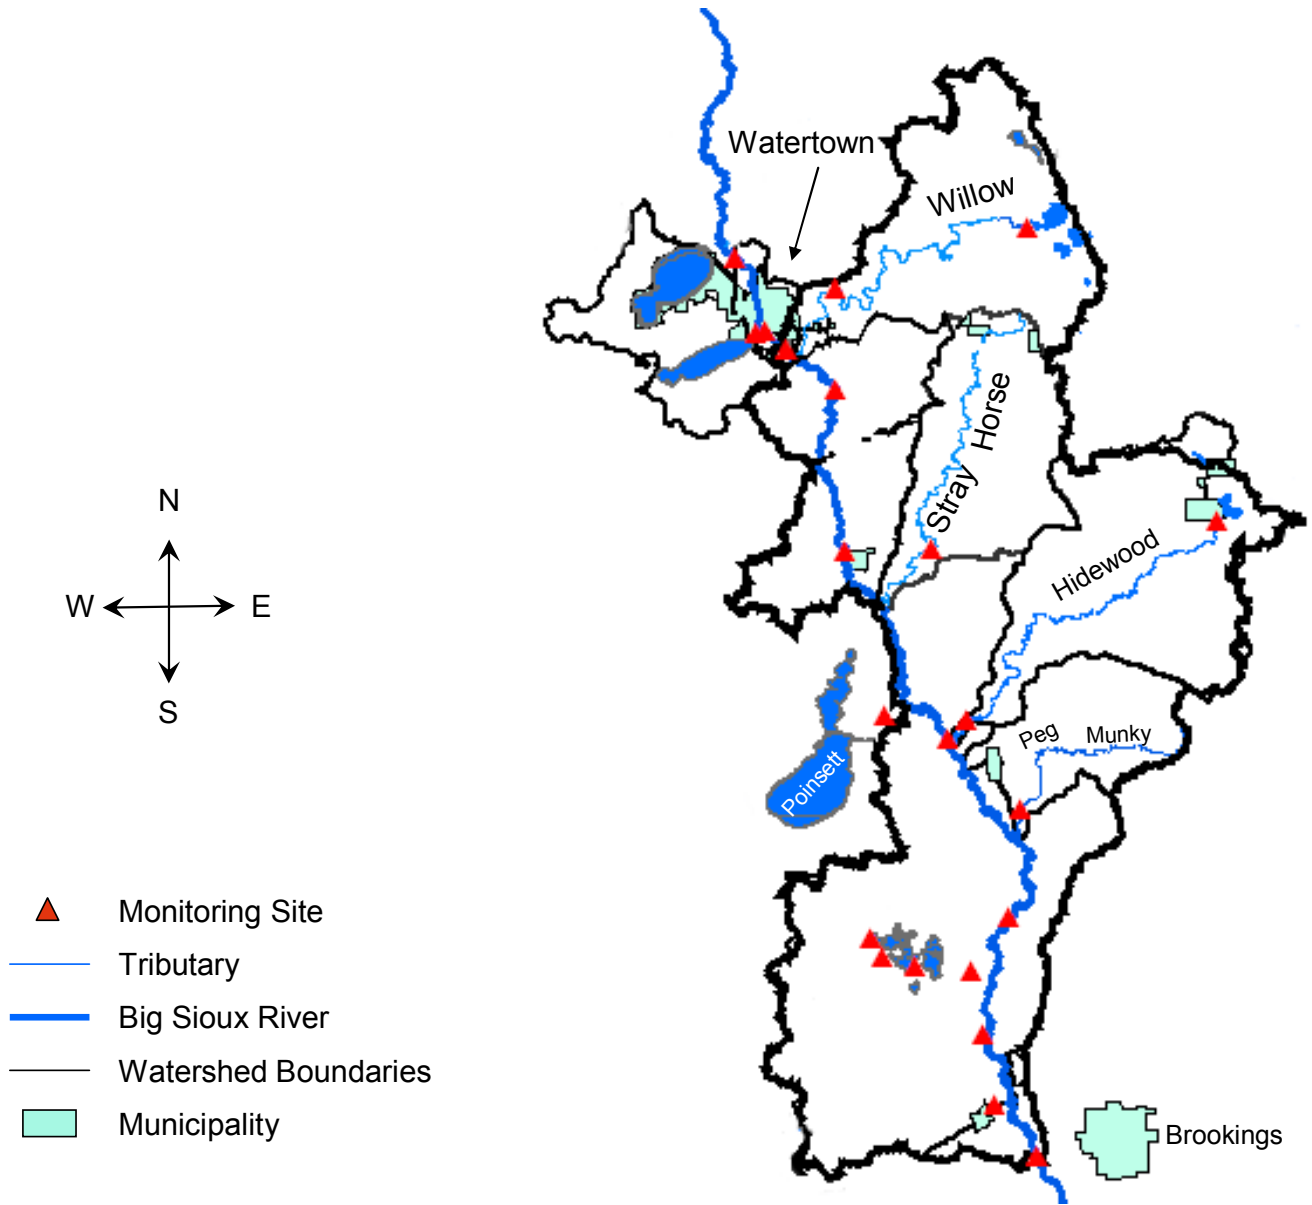 Watertown
Willow
Stray Horse
Hidewood
Peg Munky
Poinsett
Brookings
N
W
E
S
Monitoring Site
Tributary
Big Sioux River
Watershed Boundaries
Municipality